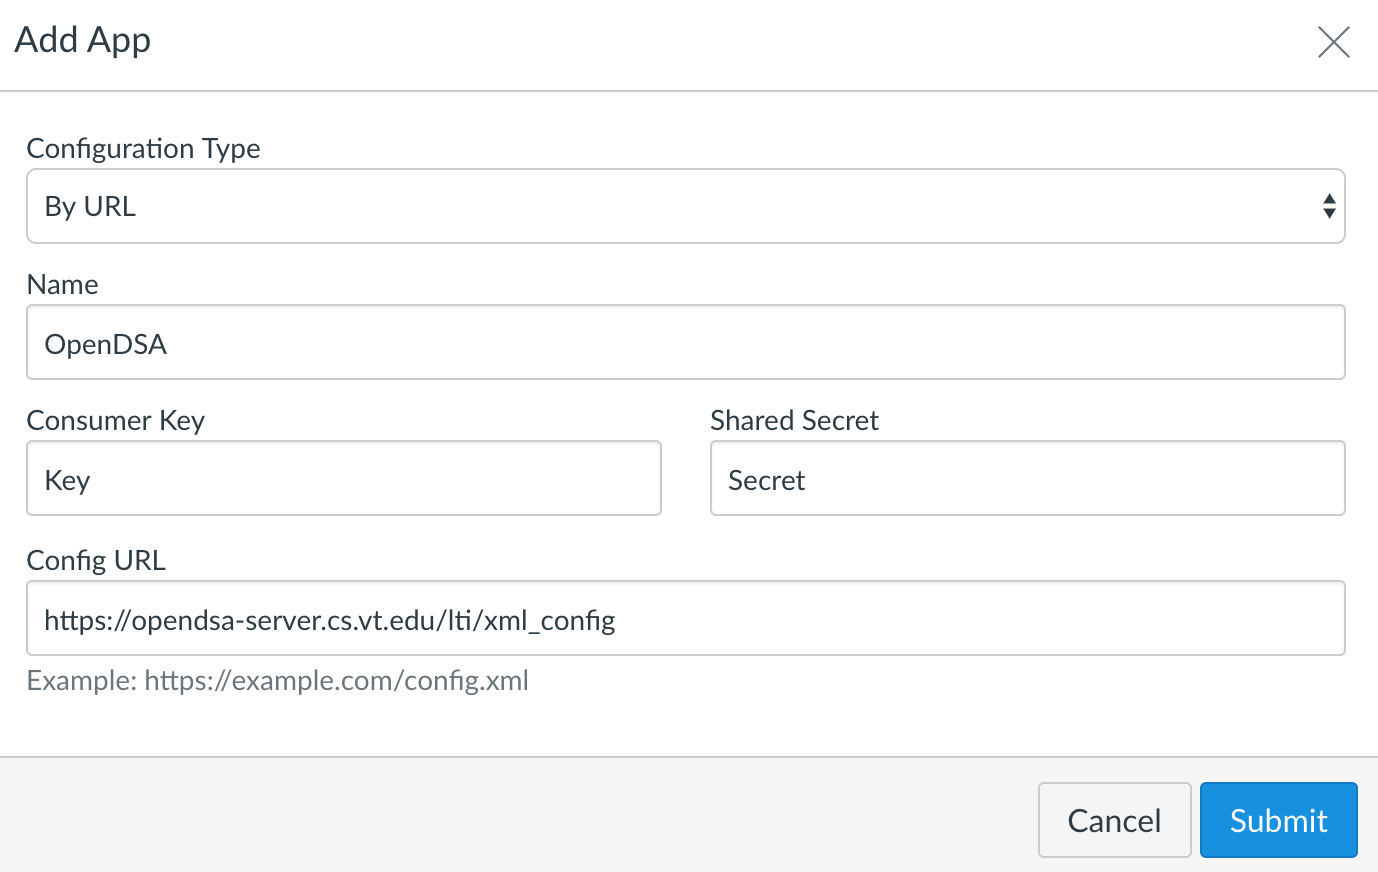 Add App
Configuration Type
By URL
Name
OpenDSA
Consumer Key
Shared Secret
Key
Secret
Config URL
https://opendsa-server.cs.vt.edu/lti/xml_config
Example: https://example.com/config.xml
Cancel
Submit